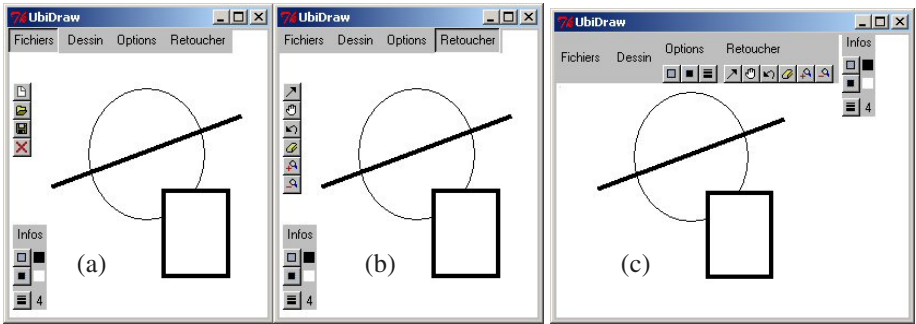 UbiDraw
Fichiers Dessin Options Retoucher
Infos
4
(a)
UbiDraw
Fichiers Dessin Options Retoucher
Infos
4
(b)
UbiDraw
Fichiers Dessin Options Retoucher
Infos
4
(c)